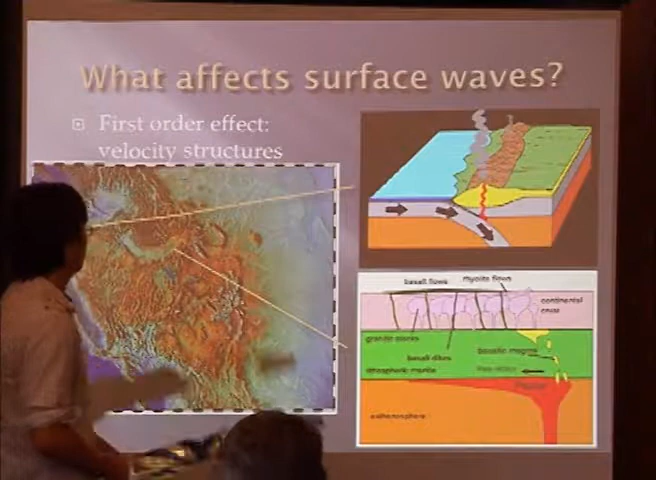 What affects surface waves?
First order effect:
velocity structures
basalt flows
rhyolite flows
continental
crust
granitic stocks
basalt dikes
basaltic magma
lithospheric mantle
asthenosphere